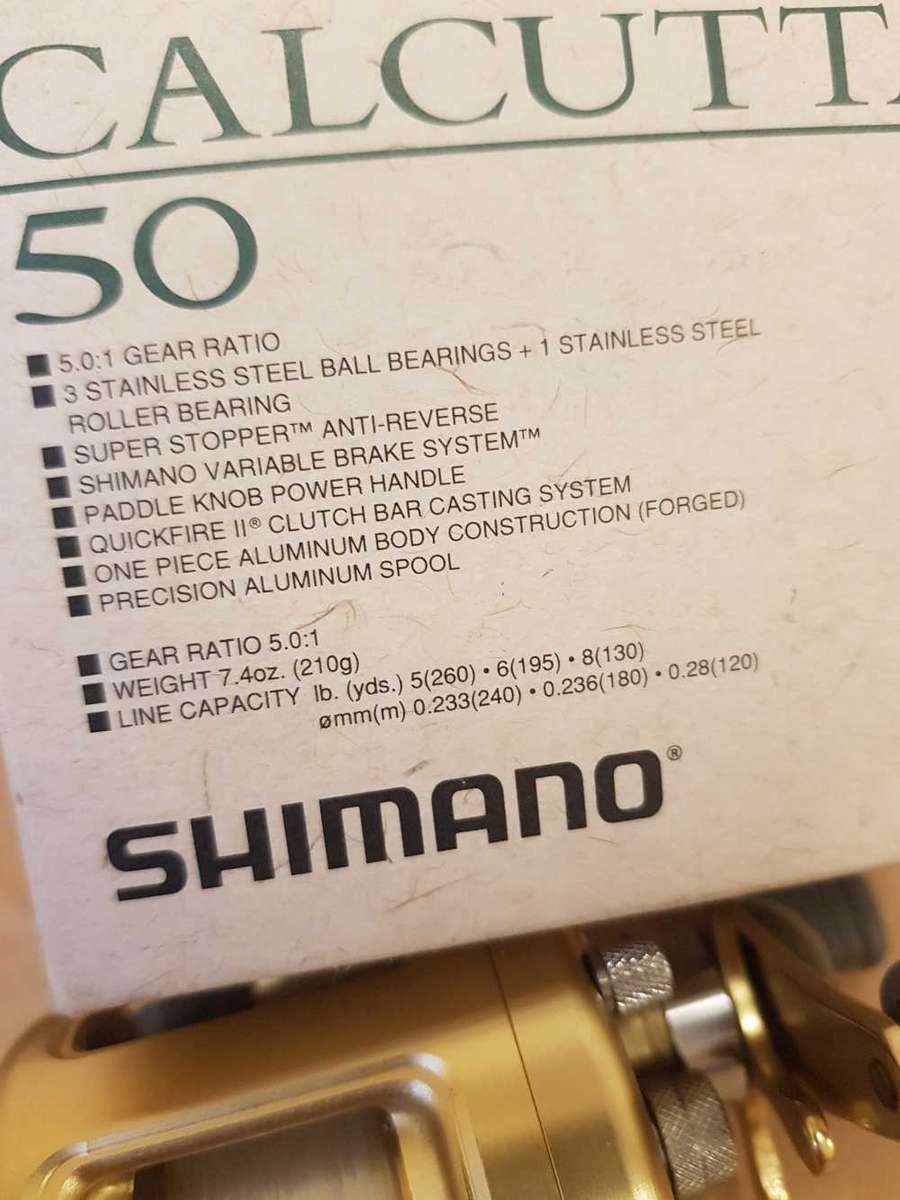 CALCUTTA
50
■ 5.0:1 GEAR RATIO
■ 3 STAINLESS STEEL BALL BEARINGS + 1 STAINLESS STEEL
ROLLER BEARING
■ SUPER STOPPER™ ANTI-REVERSE
■ SHIMANO VARIABLE BRAKE SYSTEM™
■ PADDLE KNOB POWER HANDLE
■ QUICKFIRE II® CLUTCH BAR CASTING SYSTEM
■ ONE PIECE ALUMINUM BODY CONSTRUCTION (FORGED)
■ PRECISION ALUMINUM SPOOL
■ GEAR RATIO 5.0:1
■ WEIGHT 7.4oz. (210g)
■ LINE CAPACITY lb. (yds.) 5(260) • 6(195) • 8(130)
ømm(m) 0.233(240) • 0.236(180) • 0.28(120)
SHIMANO®